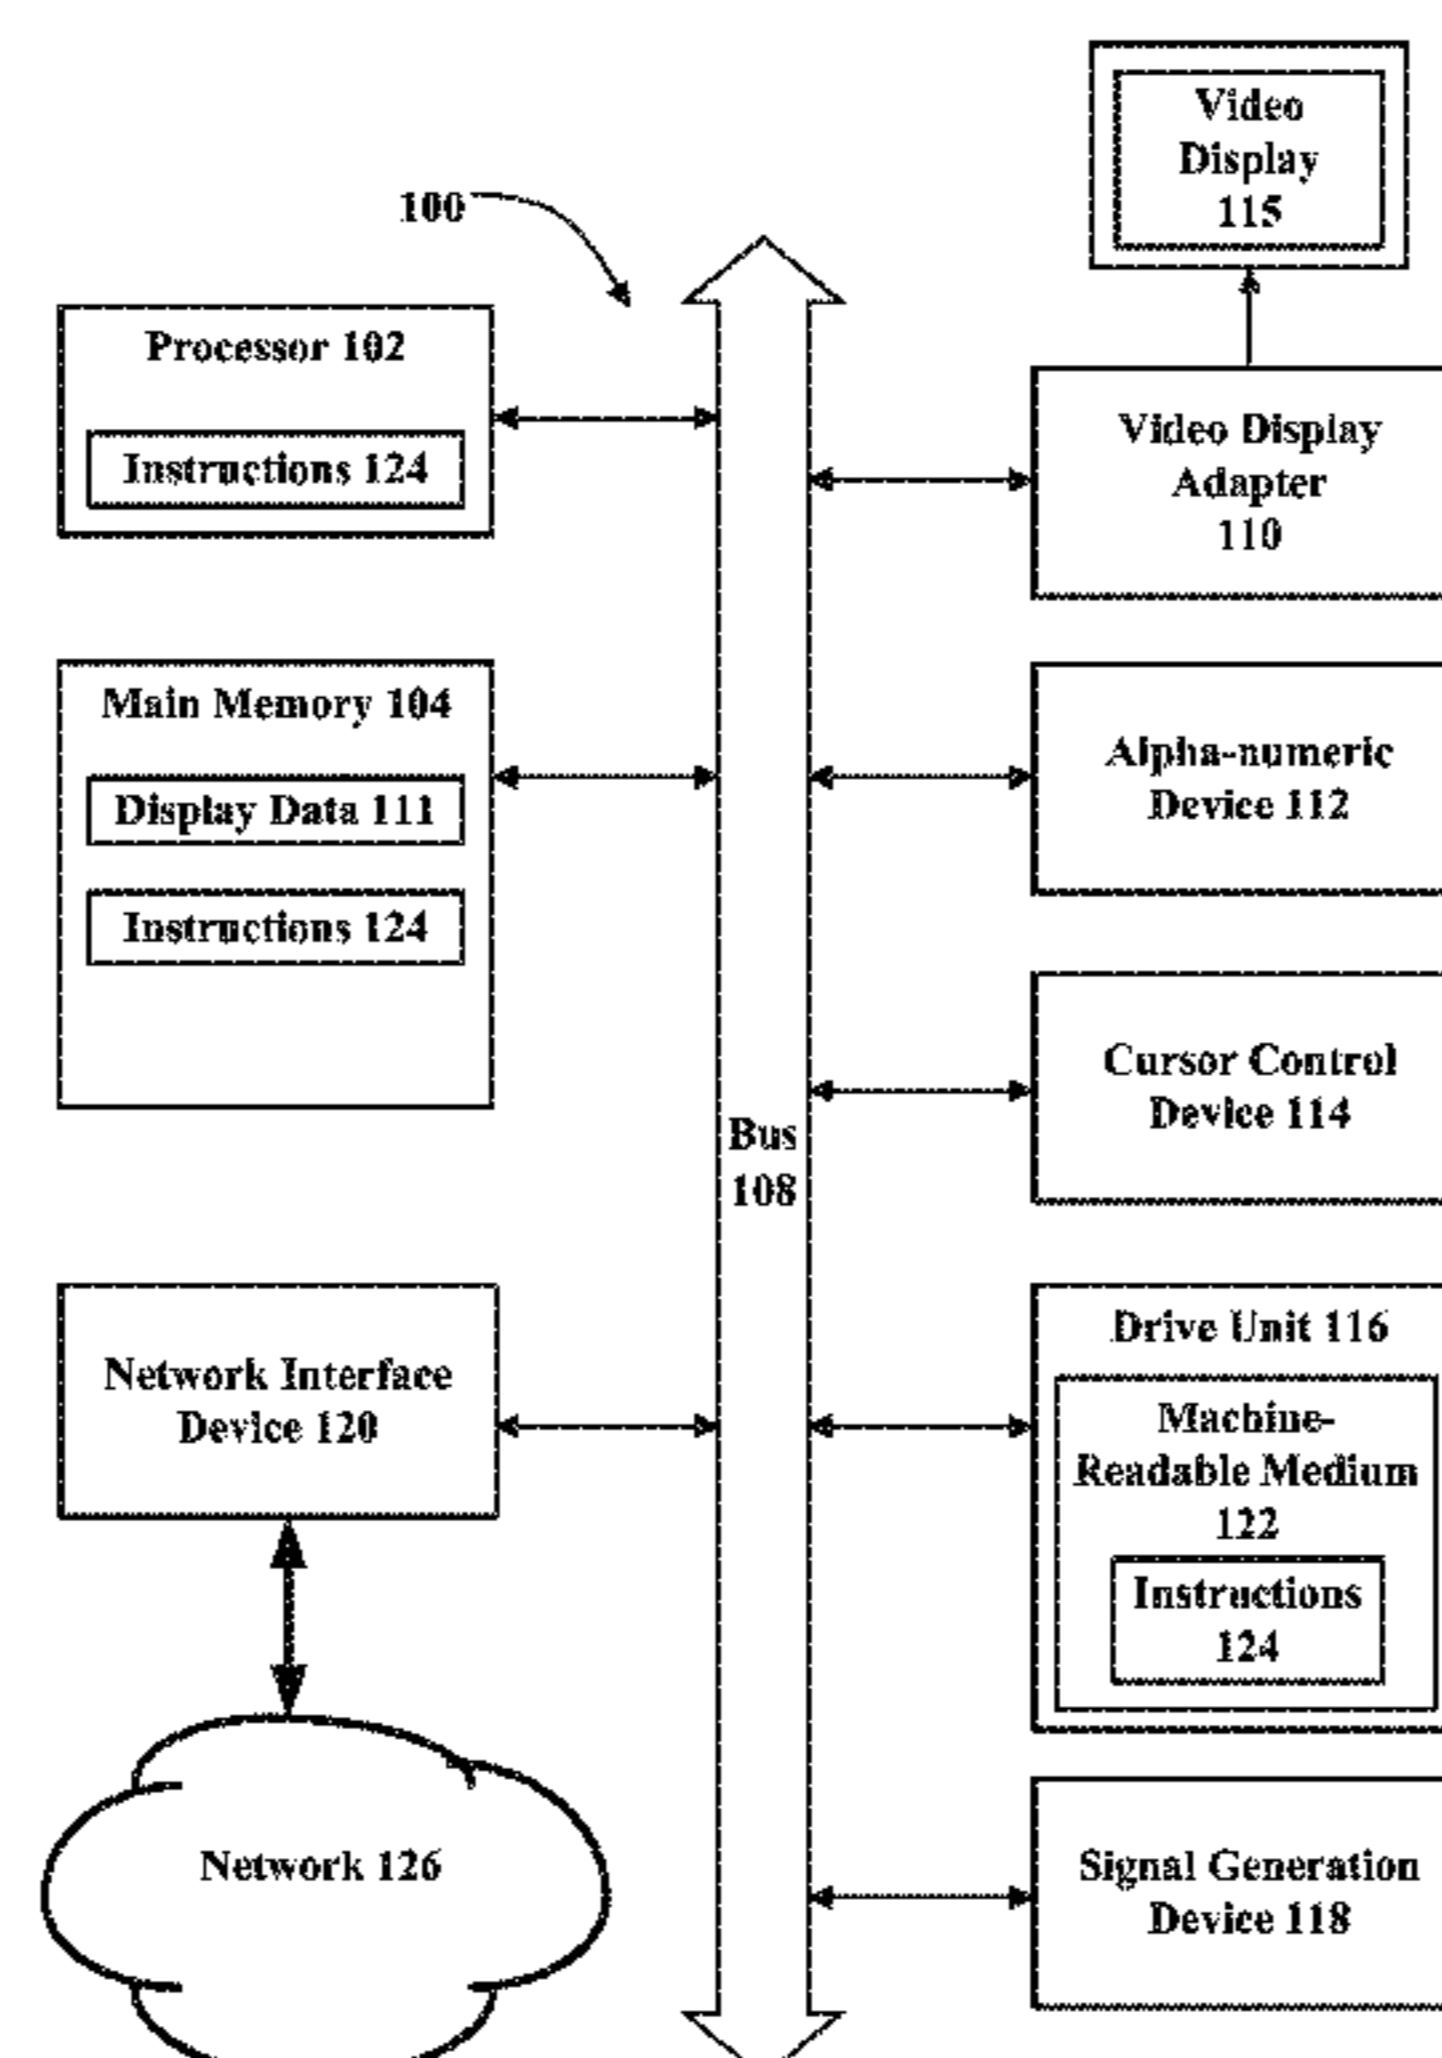 Video
Display
115
100
Processor 102
Instructions 124
Video Display
Adapter
110
Main Memory 104
Display Data 111
Instructions 124
Alpha-numeric
Device 112
Cursor Control
Device 114
Bus
108
Network Interface
Device 120
Drive Unit 116
Machine-
Readable Medium
122
Instructions
124
Network 126
Signal Generation
Device 118